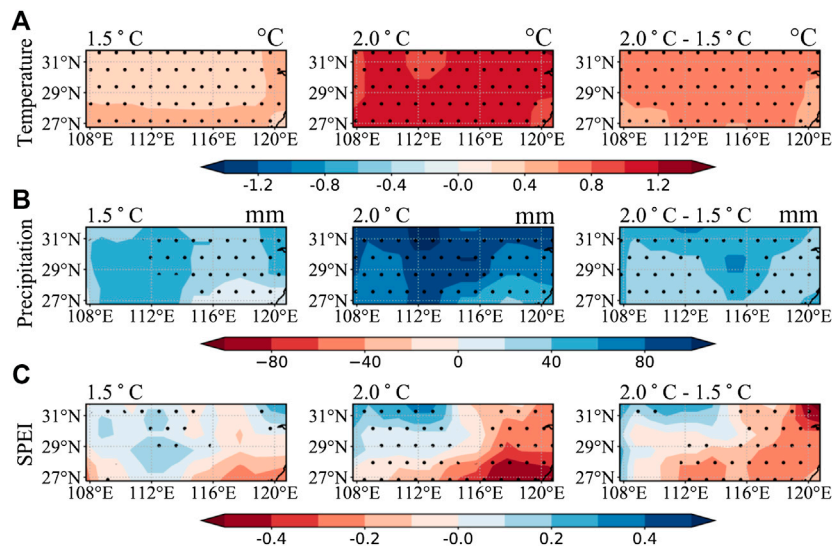 A
1.5°C °C 2.0°C °C 2.0°C - 1.5°C °C
Temperature
31°N 31°N 31°N
29°N 29°N 29°N
27°N 27°N 27°N
108°E 112°E 116°E 120°E 108°E 112°E 116°E 120°E 108°E 112°E 116°E 120°E
-1.2 -0.8 -0.4 -0.0 0.4 0.8 1.2
B
1.5°C mm 2.0°C mm 2.0°C - 1.5°C mm
Precipitation
31°N 31°N 31°N
29°N 29°N 29°N
27°N 27°N 27°N
108°E 112°E 116°E 120°E 108°E 112°E 116°E 120°E 108°E 112°E 116°E 120°E
−80 −40 0 40 80
C
1.5°C 2.0°C 2.0°C - 1.5°C
SPEI
31°N 31°N 31°N
29°N 29°N 29°N
27°N 27°N 27°N
108°E 112°E 116°E 120°E 108°E 112°E 116°E 120°E 108°E 112°E 116°E 120°E
-0.4 -0.2 -0.0 0.2 0.4